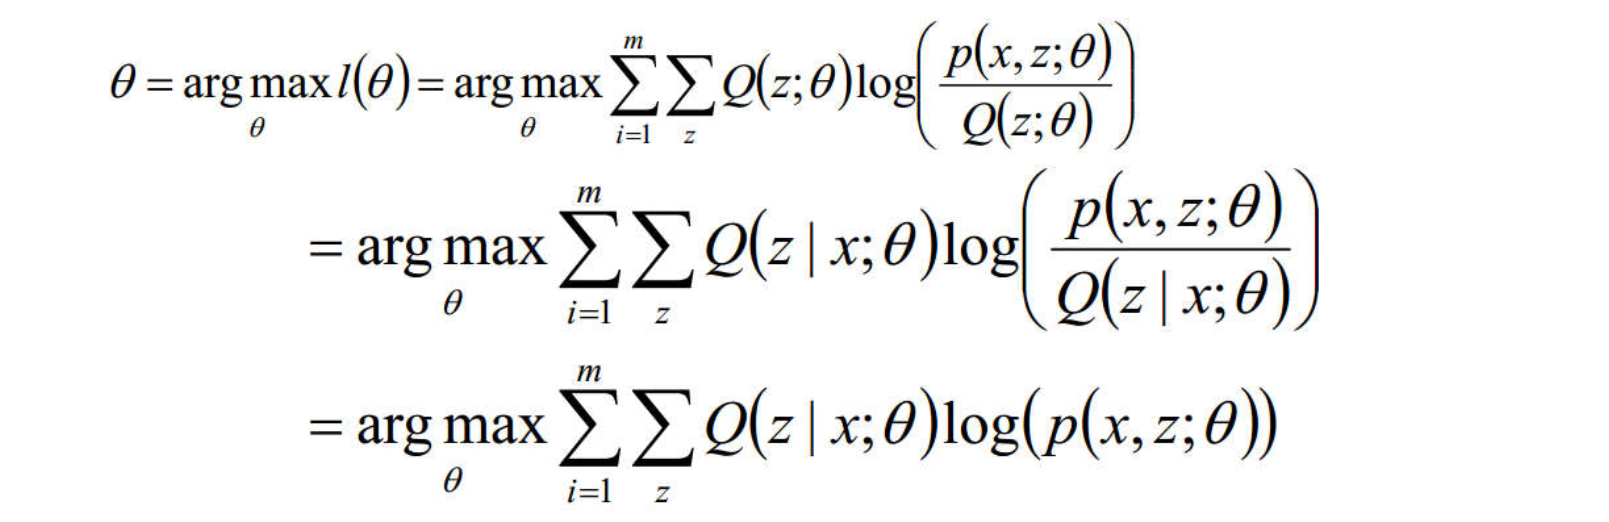 θ = arg max_θ l(θ) = arg max_θ ∑_{i=1}^{m} ∑_z Q(z;θ) log( p(x,z;θ) / Q(z;θ) )
= arg max_θ ∑_{i=1}^{m} ∑_z Q(z | x;θ) log( p(x,z;θ) / Q(z | x;θ) )
= arg max_θ ∑_{i=1}^{m} ∑_z Q(z | x;θ) log(p(x,z;θ))